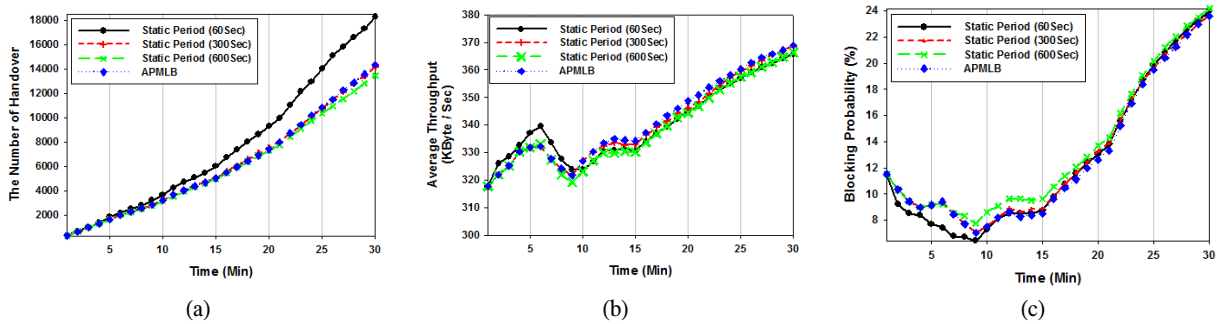 The Number of Handover
18000
16000
14000
12000
10000
8000
6000
4000
2000
Static Period (60Sec)
Static Period (300Sec)
Static Period (600Sec)
APMLB
5 10 15 20 25 30
Time (Min)
(a)
Average Throughput
(KByte / Sec)
380
360
340
320
300
Static Period (60Sec)
Static Period (300Sec)
Static Period (600Sec)
APMLB
5 10 15 20 25 30
Time (Min)
(b)
Blocking Probability (%)
24
22
20
18
16
14
12
10
8
Static Period (60Sec)
Static Period (300Sec)
Static Period (600Sec)
APMLB
5 10 15 20 25 30
Time (Min)
(c)